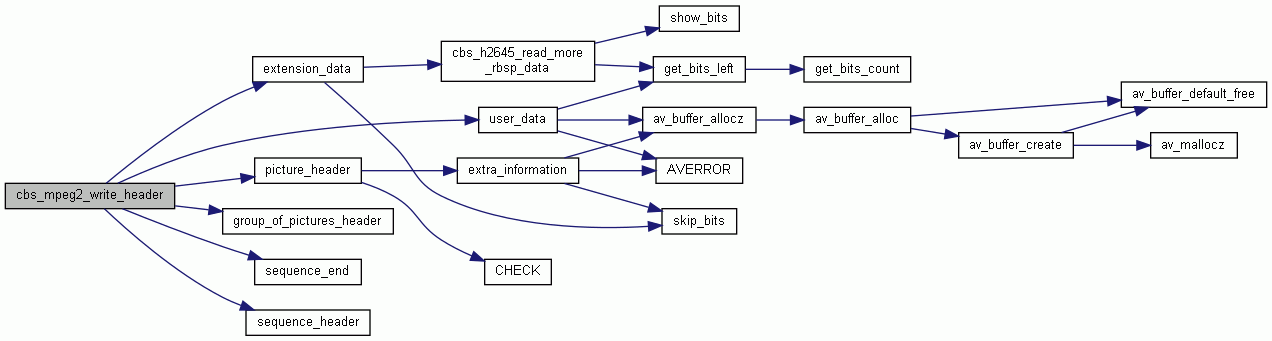 show_bits
cbs_h2645_read_more
_rbsp_data
extension_data
get_bits_left
get_bits_count
av_buffer_default_free
user_data
av_buffer_allocz
av_buffer_alloc
av_buffer_create
av_mallocz
picture_header
extra_information
AVERROR
cbs_mpeg2_write_header
group_of_pictures_header
skip_bits
sequence_end
CHECK
sequence_header